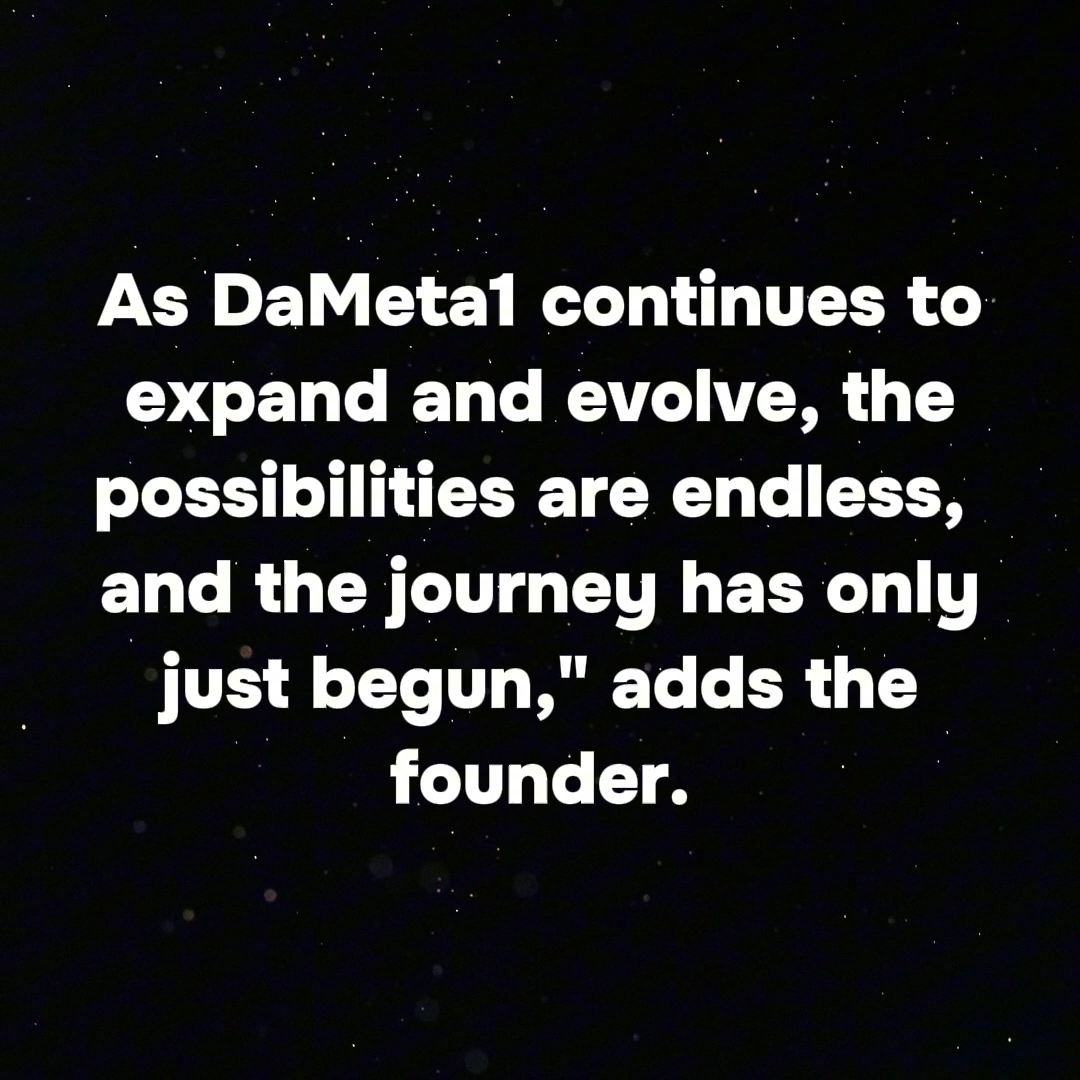 As DaMeta1 continues to
expand and evolve, the
possibilities are endless,
and the journey has only
just begun," adds the
founder.